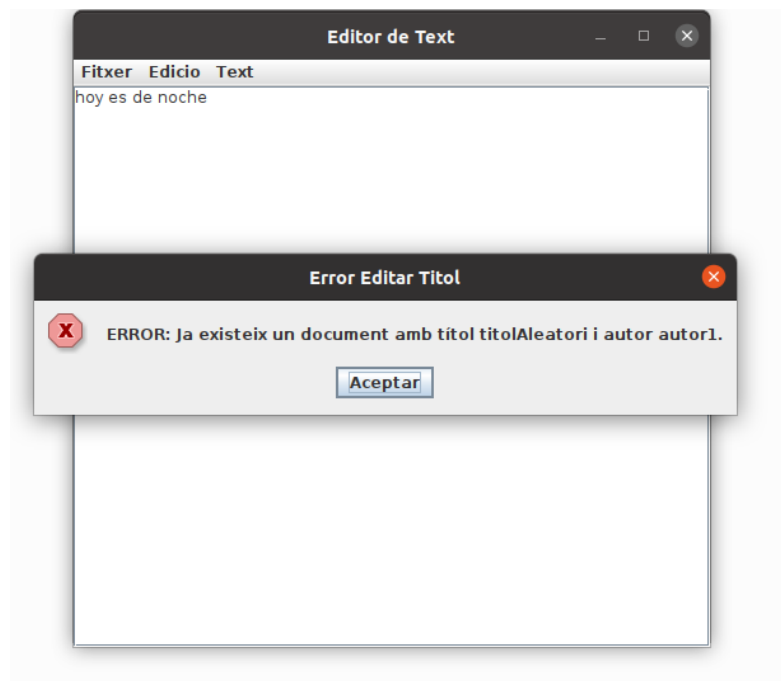 Editor de Text
Fitxer Edicio Text
hoy es de noche
Error Editar Titol
ERROR: Ja existeix un document amb títol titolAleatori i autor autor1.
Aceptar